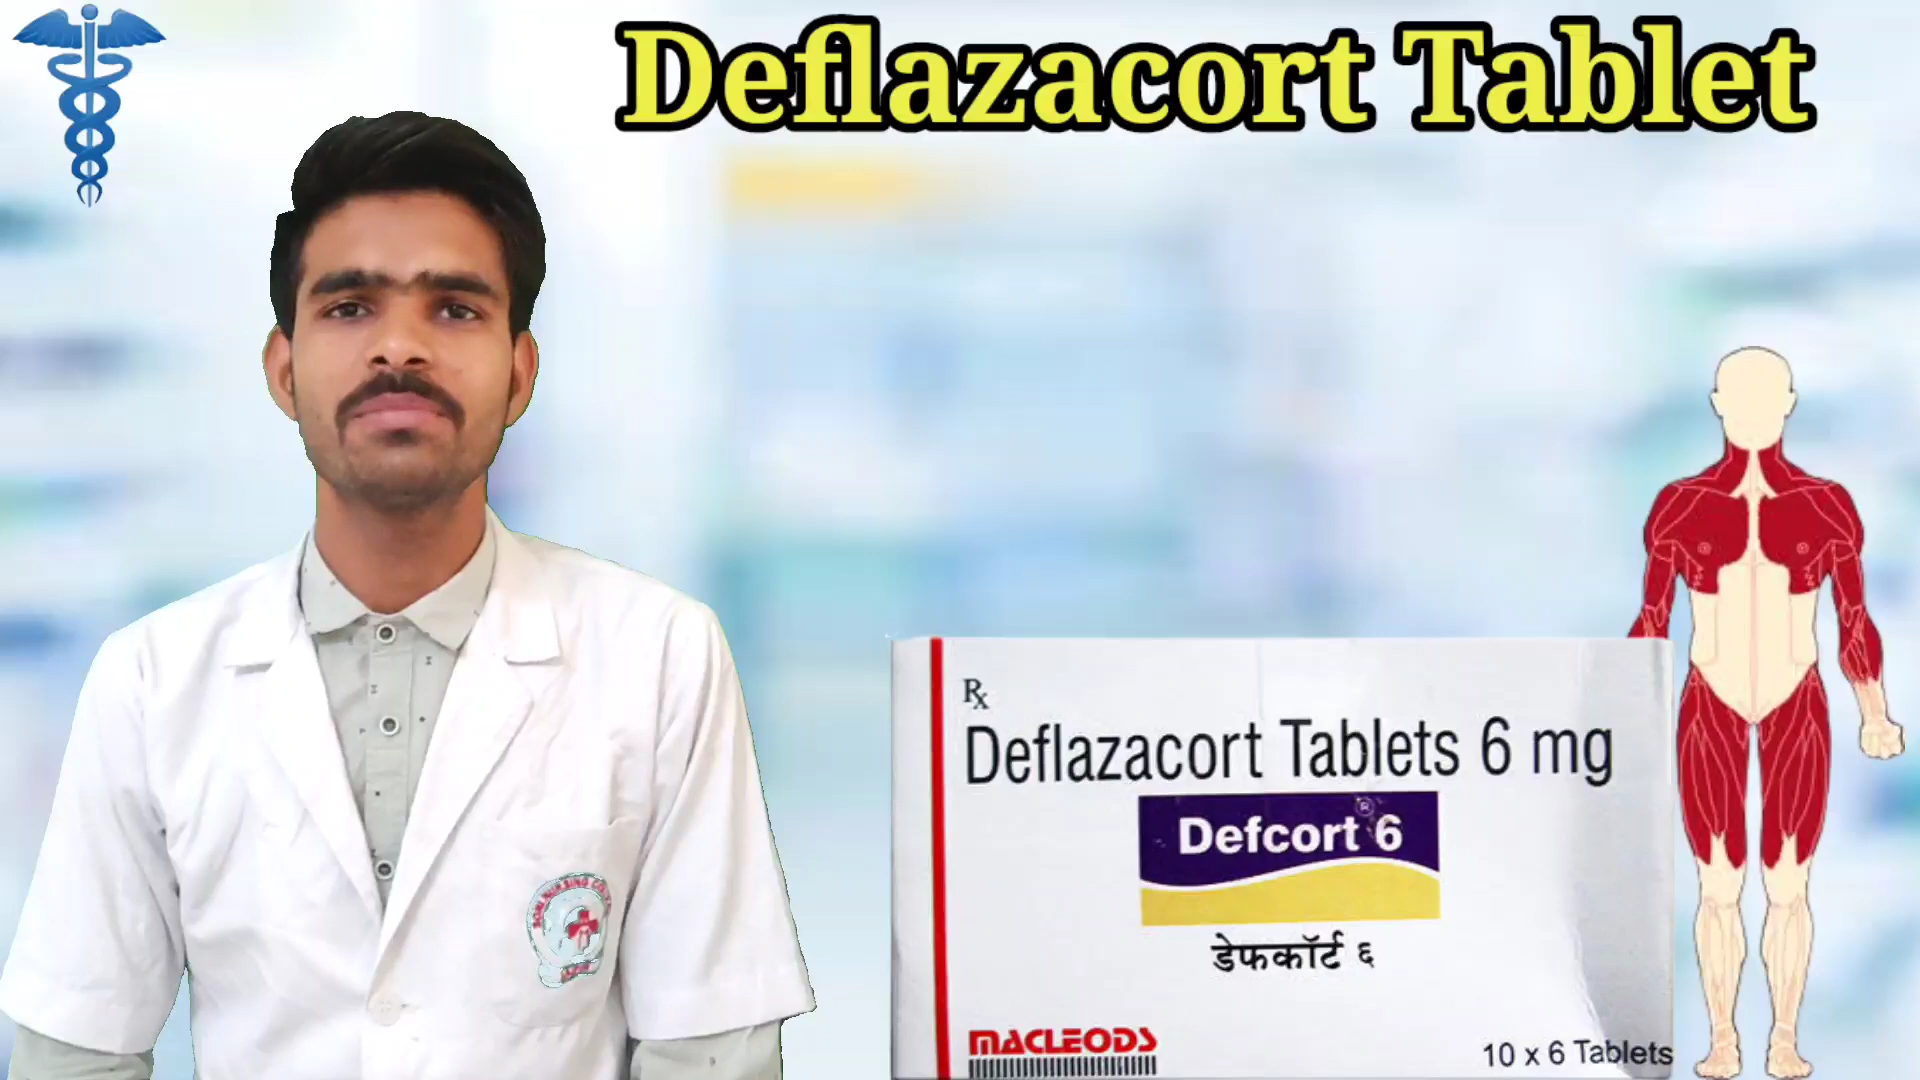 Deflazacort Tablet
Rx
Deflazacort Tablets 6 mg
Defcort® 6
डेफकॉर्ट ६
MACLEODS
10 x 6 Tablets